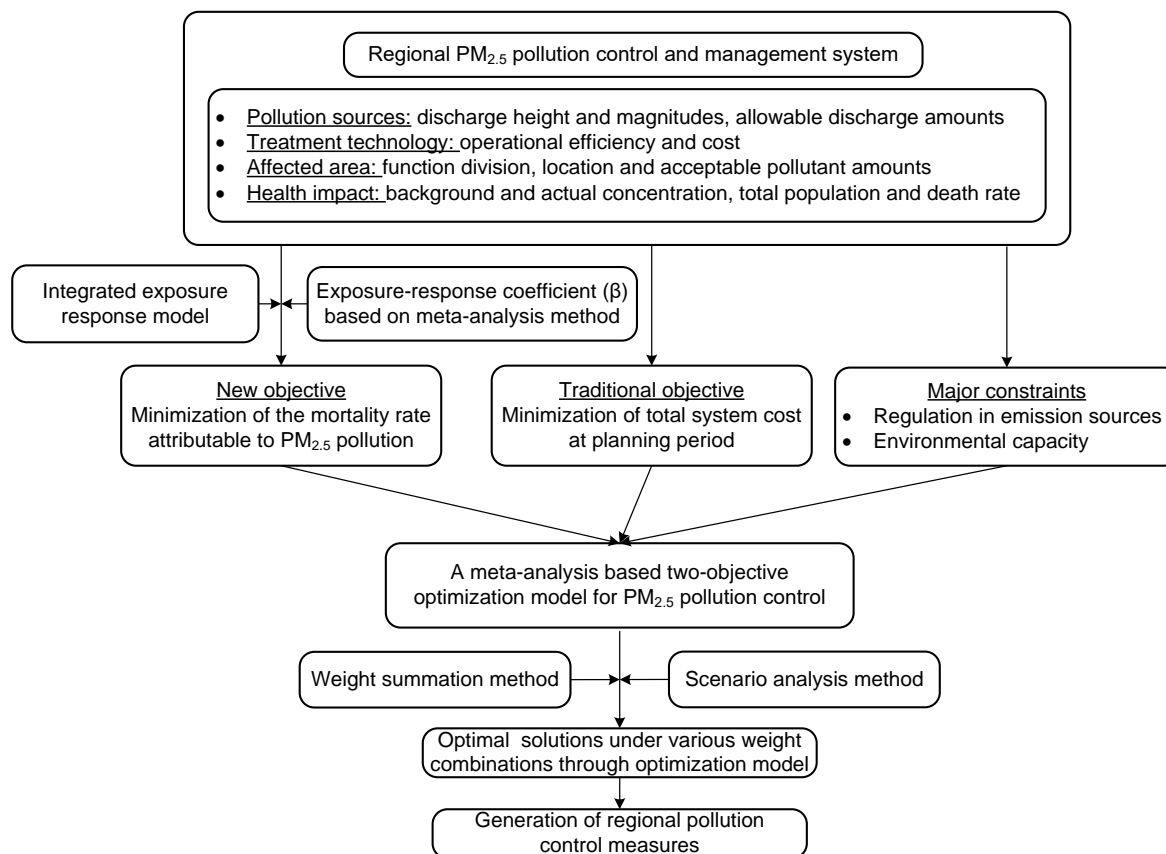 Regional PM2.5 pollution control and management system
• Pollution sources: discharge height and magnitudes, allowable discharge amounts
• Treatment technology: operational efficiency and cost
• Affected area: function division, location and acceptable pollutant amounts
• Health impact: background and actual concentration, total population and death rate
Integrated exposure
response model
Exposure-response coefficient (β)
based on meta-analysis method
New objective
Minimization of the mortality rate
attributable to PM2.5 pollution
Traditional objective
Minimization of total system cost
at planning period
Major constraints
• Regulation in emission sources
• Environmental capacity
A meta-analysis based two-objective
optimization model for PM2.5 pollution control
Weight summation method
Scenario analysis method
Optimal solutions under various weight
combinations through optimization model
Generation of regional pollution
control measures